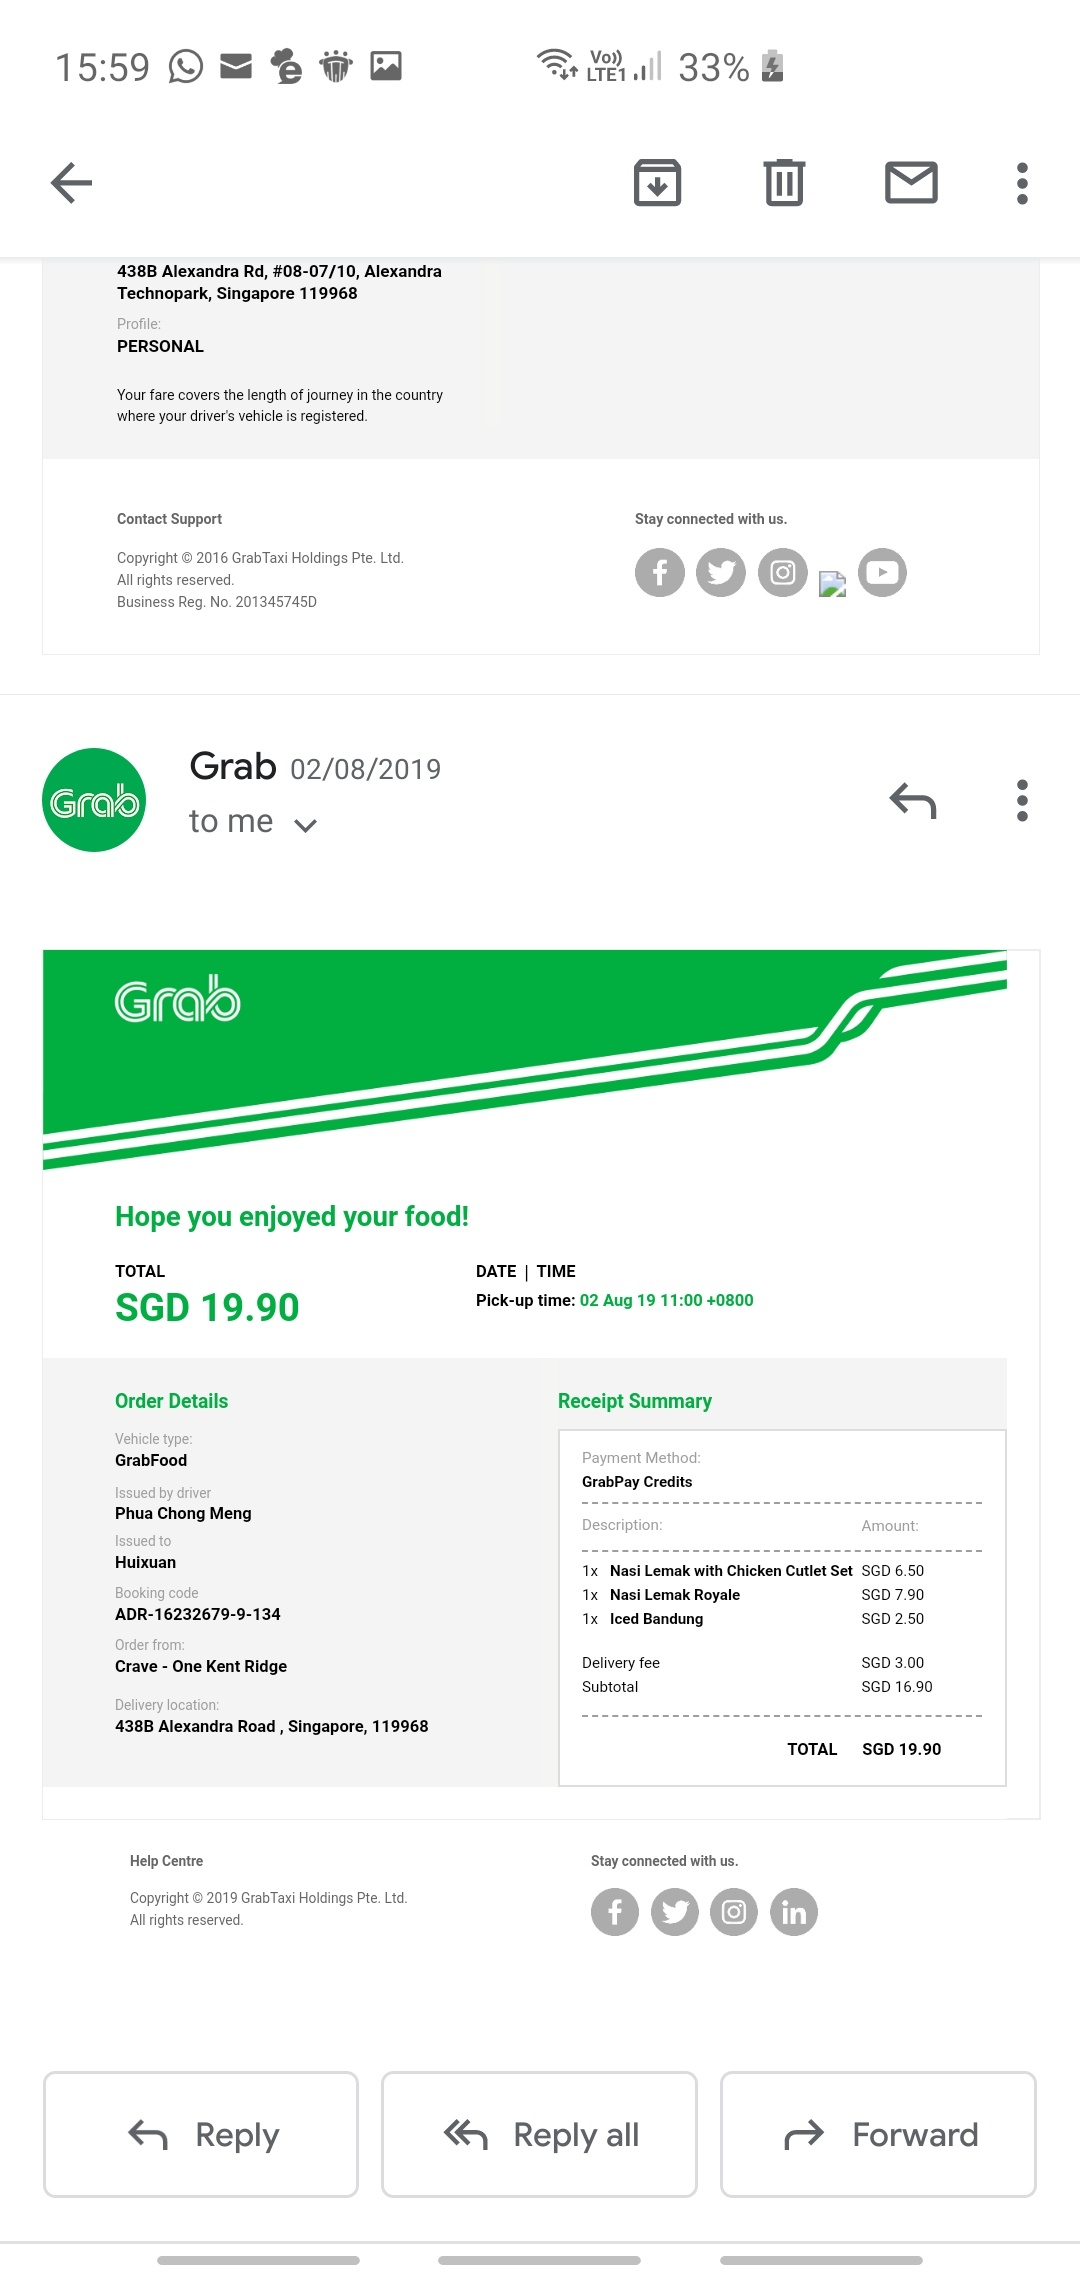 15:59
Vo))
LTE1
33%
438B Alexandra Rd, #08-07/10, Alexandra
Technopark, Singapore 119968
Profile:
PERSONAL
Your fare covers the length of journey in the country
where your driver's vehicle is registered.
Contact Support
Stay connected with us.
Copyright © 2016 GrabTaxi Holdings Pte. Ltd.
All rights reserved.
Business Reg. No. 201345745D
Grab
Grab 02/08/2019
to me
Grab
Hope you enjoyed your food!
TOTAL
SGD 19.90
DATE | TIME
Pick-up time: 02 Aug 19 11:00 +0800
Order Details
Vehicle type:
GrabFood
Issued by driver
Phua Chong Meng
Issued to
Huixuan
Booking code
ADR-16232679-9-134
Order from:
Crave - One Kent Ridge
Delivery location:
438B Alexandra Road , Singapore, 119968
Receipt Summary
Payment Method:
GrabPay Credits
Description: Amount:
1x Nasi Lemak with Chicken Cutlet Set SGD 6.50
1x Nasi Lemak Royale SGD 7.90
1x Iced Bandung SGD 2.50
Delivery fee SGD 3.00
Subtotal SGD 16.90
TOTAL SGD 19.90
Help Centre
Copyright © 2019 GrabTaxi Holdings Pte. Ltd.
All rights reserved.
Stay connected with us.
Reply
Reply all
Forward